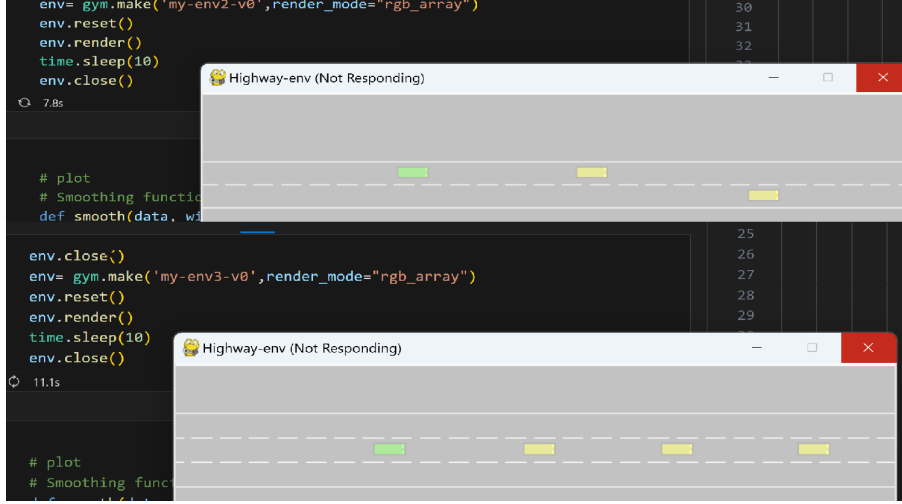 env= gym.make('my-env2-v0',render_mode="rgb_array")
env.reset()
env.render()
time.sleep(10)
env.close()
7.8s
30
31
32
Highway-env (Not Responding)
# plot
# Smoothing functic
def smooth(data, wi
25
26
27
28
29
env.close()
env= gym.make('my-env3-v0',render_mode="rgb_array")
env.reset()
env.render()
time.sleep(10)
env.close()
11.1s
Highway-env (Not Responding)
# plot
# Smoothing funct